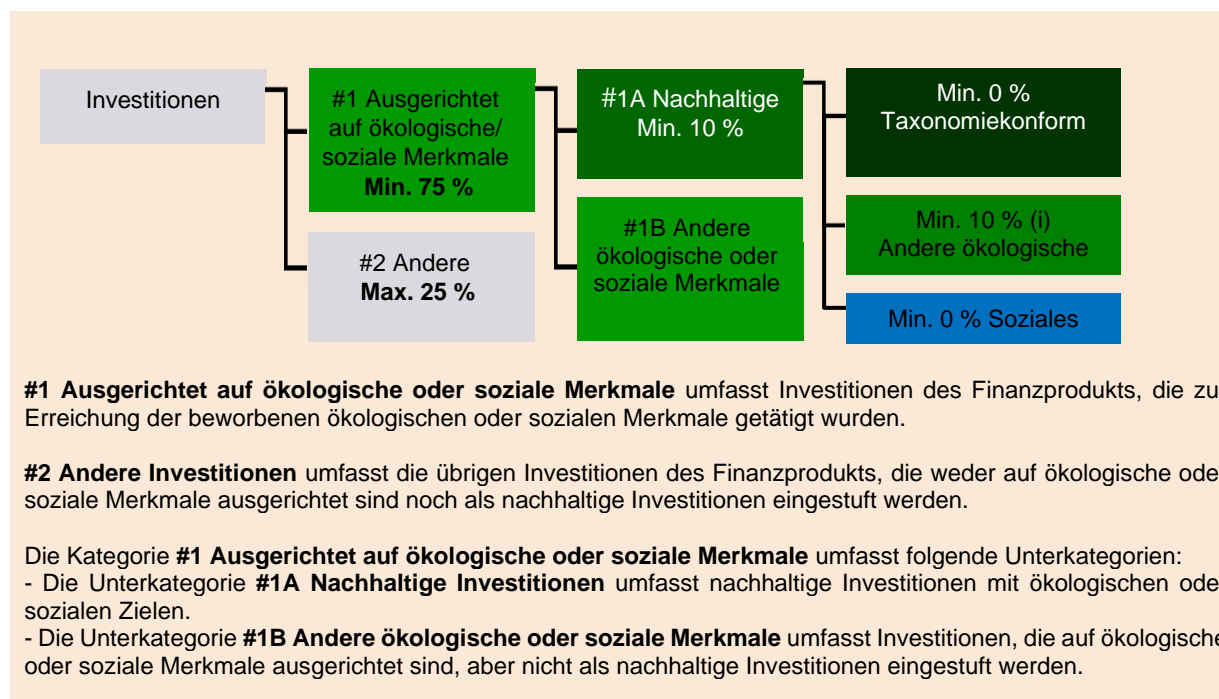 Investitionen
#1 Ausgerichtet
auf ökologische/
soziale Merkmale
Min. 75 %
#2 Andere
Max. 25 %
#1A Nachhaltige
Min. 10 %
#1B Andere
ökologische oder
soziale Merkmale
Min. 0 %
Taxonomiekonform
Min. 10 % (i)
Andere ökologische
Min. 0 % Soziales
#1 Ausgerichtet auf ökologische oder soziale Merkmale umfasst Investitionen des Finanzprodukts, die zu
Erreichung der beworbenen ökologischen oder sozialen Merkmale getätigt wurden.
#2 Andere Investitionen umfasst die übrigen Investitionen des Finanzprodukts, die weder auf ökologische ode
soziale Merkmale ausgerichtet sind noch als nachhaltige Investitionen eingestuft werden.
Die Kategorie #1 Ausgerichtet auf ökologische oder soziale Merkmale umfasst folgende Unterkategorien:
- Die Unterkategorie #1A Nachhaltige Investitionen umfasst nachhaltige Investitionen mit ökologischen ode
sozialen Zielen.
- Die Unterkategorie #1B Andere ökologische oder soziale Merkmale umfasst Investitionen, die auf ökologische
oder soziale Merkmale ausgerichtet sind, aber nicht als nachhaltige Investitionen eingestuft werden.